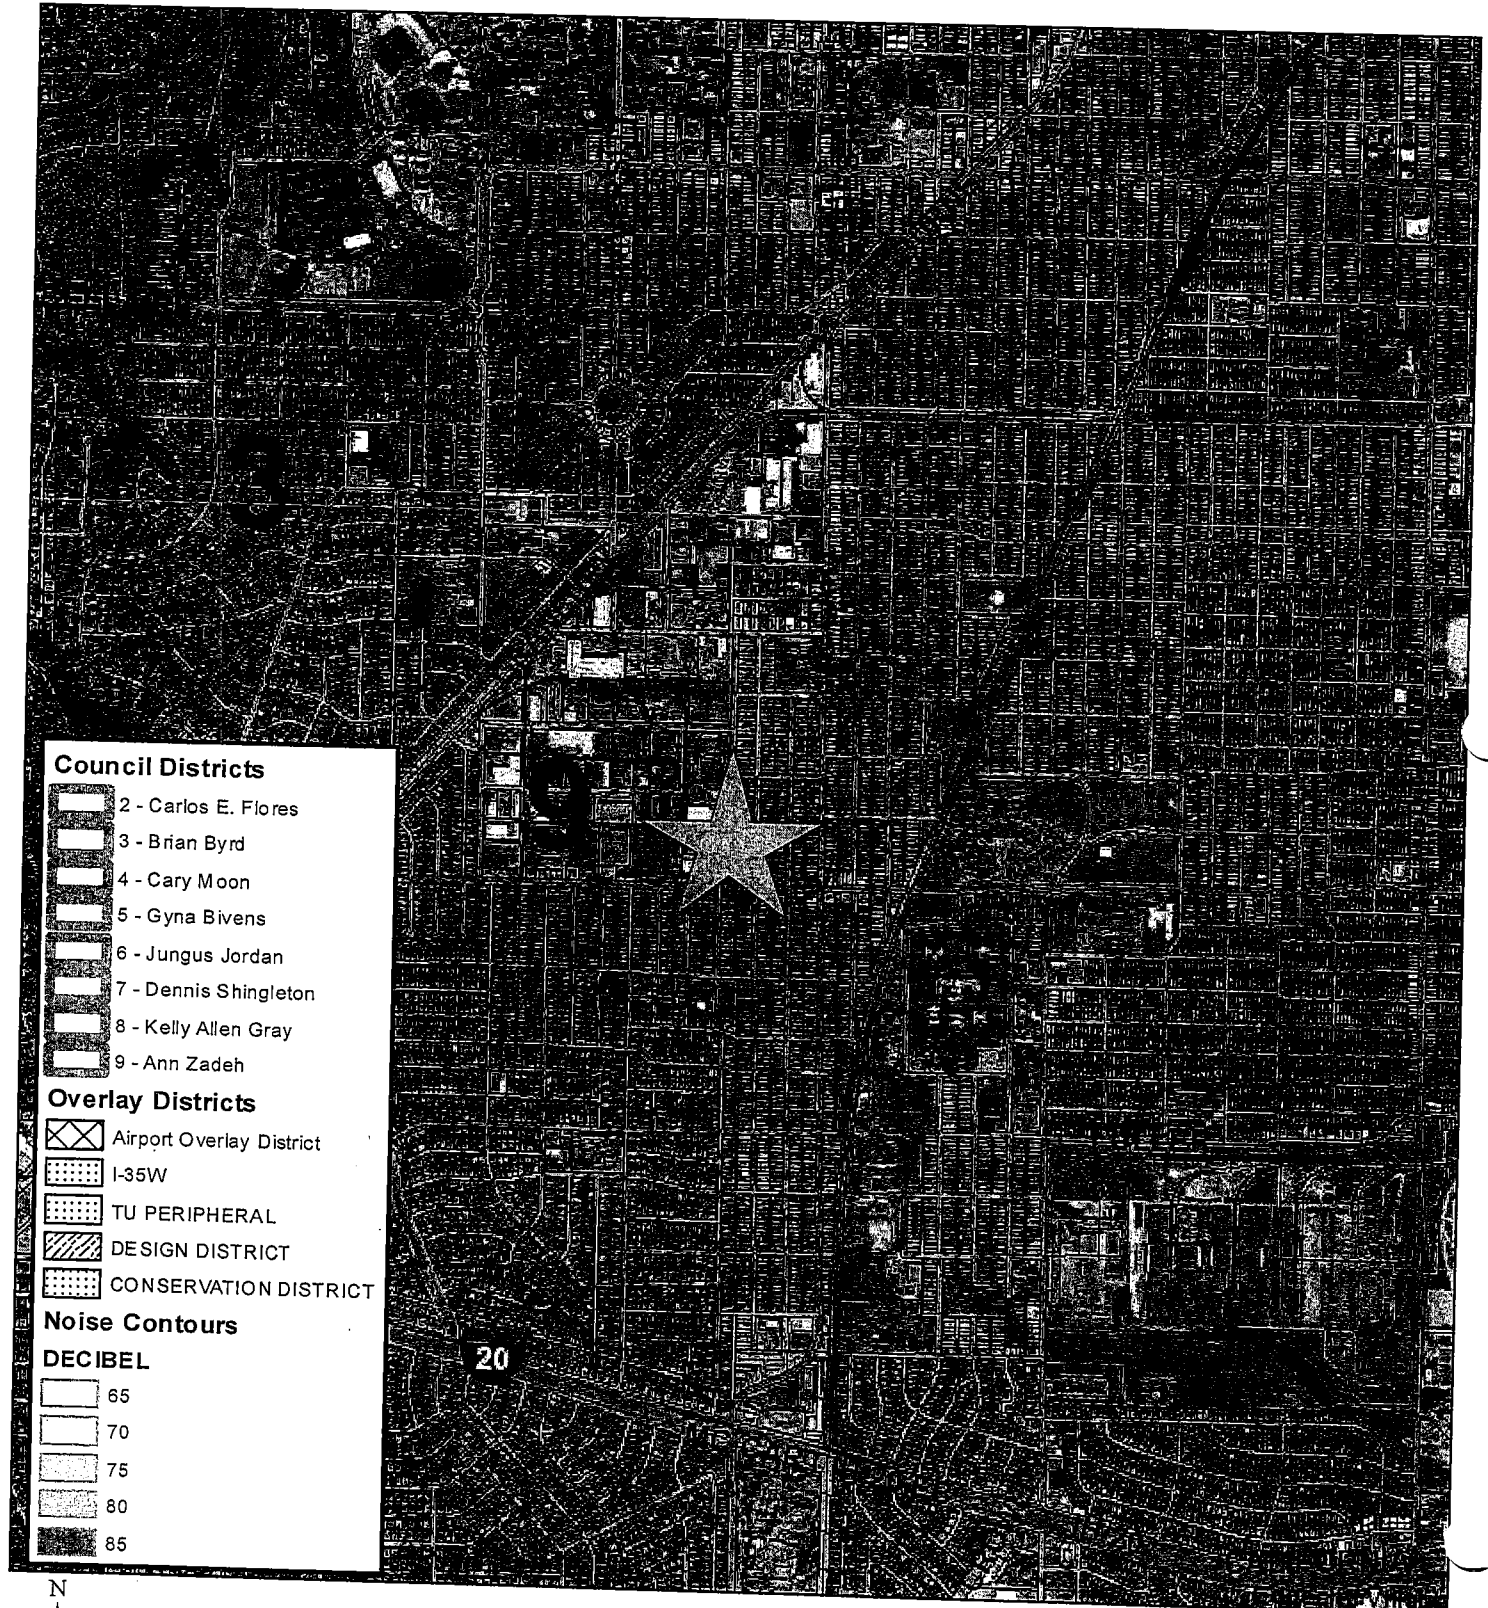 Council Districts
2 - Carlos E. Flores
3 - Brian Byrd
4 - Cary Moon
5 - Gyna Bivens
6 - Jungus Jordan
7 - Dennis Shingleton
8 - Kelly Allen Gray
9 - Ann Zadeh
Overlay Districts
Airport Overlay District
I-35W
TU PERIPHERAL
DESIGN DISTRICT
CONSERVATION DISTRICT
Noise Contours
DECIBEL
65
70
75
80
85
20
N